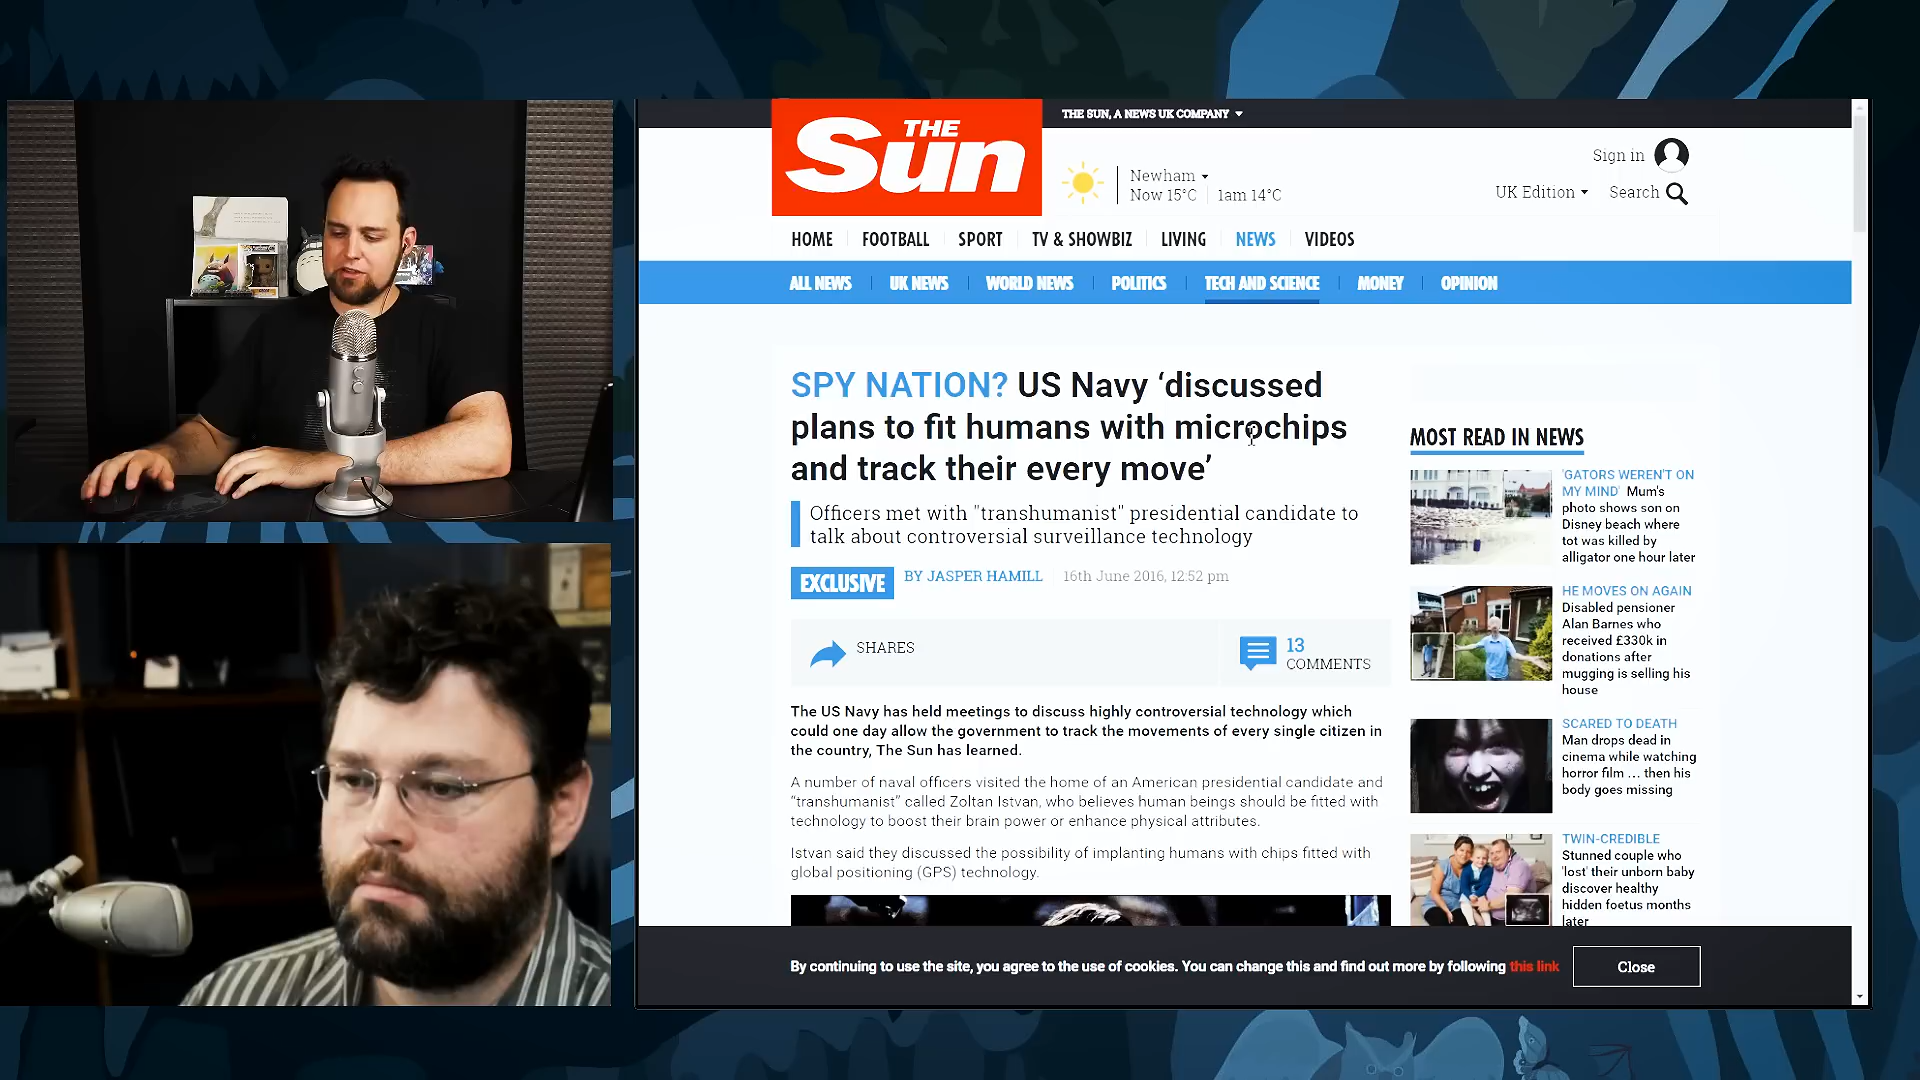 THE SUN, A NEWS UK COMPANY
THE
Sun
Newham
Now 15°C
1am 14°C
Sign in
UK Edition
Search
HOME
FOOTBALL
SPORT
TV & SHOWBIZ
LIVING
NEWS
VIDEOS
ALL NEWS
UK NEWS
WORLD NEWS
POLITICS
TECH AND SCIENCE
MONEY
OPINION
SPY NATION? US Navy ‘discussed
plans to fit humans with microchips
and track their every move’
Officers met with "transhumanist" presidential candidate to
talk about controversial surveillance technology
EXCLUSIVE
BY JASPER HAMILL
16th June 2016, 12:52 pm
SHARES
13
COMMENTS
The US Navy has held meetings to discuss highly controversial technology which
could one day allow the government to track the movements of every single citizen in
the country, The Sun has learned.
A number of naval officers visited the home of an American presidential candidate and
“transhumanist” called Zoltan Istvan, who believes human beings should be fitted with
technology to boost their brain power or enhance physical attributes.
Istvan said they discussed the possibility of implanting humans with chips fitted with
global positioning (GPS) technology.
MOST READ IN NEWS
'GATORS WEREN'T ON
MY MIND' Mum's
photo shows son on
Disney beach where
tot was killed by
alligator one hour later
HE MOVES ON AGAIN
Disabled pensioner
Alan Barnes who
received £330k in
donations after
mugging is selling his
house
SCARED TO DEATH
Man drops dead in
cinema while watching
horror film ... then his
body goes missing
TWIN-CREDIBLE
Stunned couple who
'lost' their unborn baby
discover healthy
hidden foetus months
later
By continuing to use the site, you agree to the use of cookies. You can change this and find out more by following this link
Close